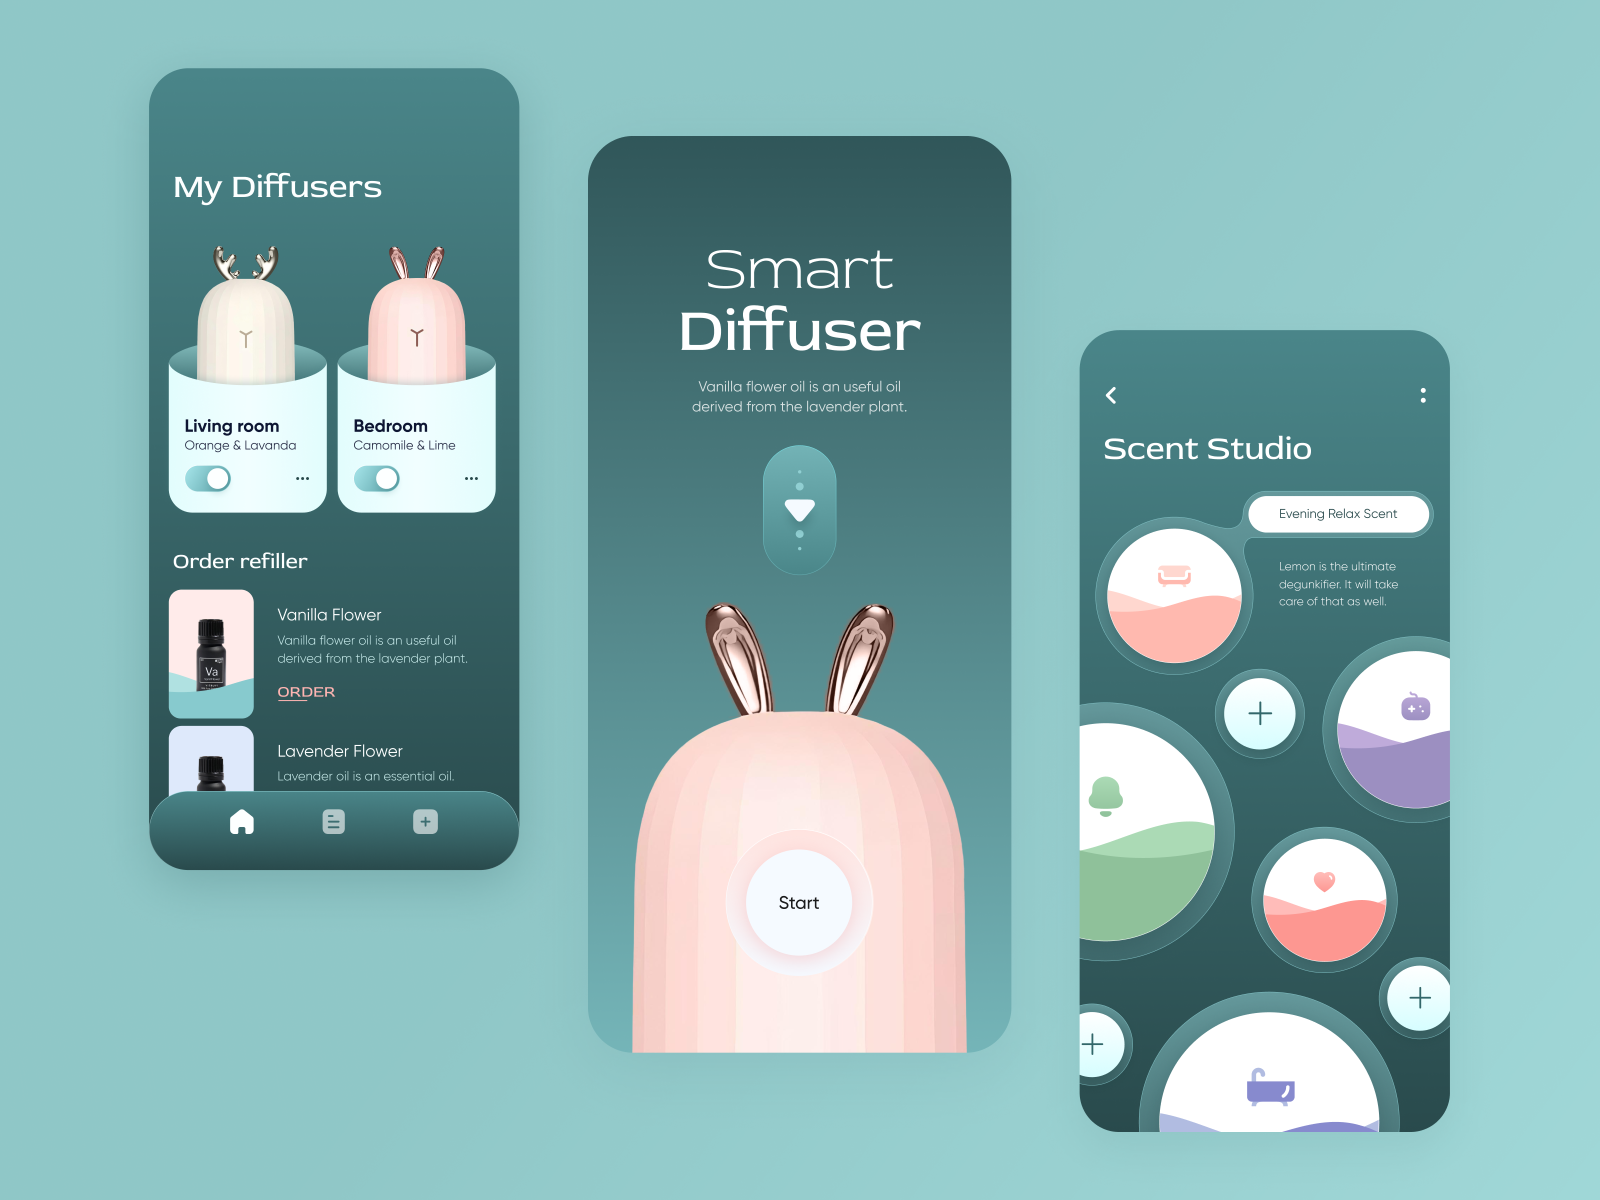 My Diffusers
Living room
Orange & Lavanda
Bedroom
Camomile & Lime
Order refiller
Vanilla Flower
Vanilla flower oil is an useful oil
derived from the lavender plant.
ORDER
Va
Lavender Flower
Lavender oil is an essential oil.
Smart
Diffuser
Vanilla flower oil is an useful oil
derived from the lavender plant.
Start
Scent Studio
Evening Relax Scent
Lemon is the ultimate
degunkifier. It will take
care of that as well.